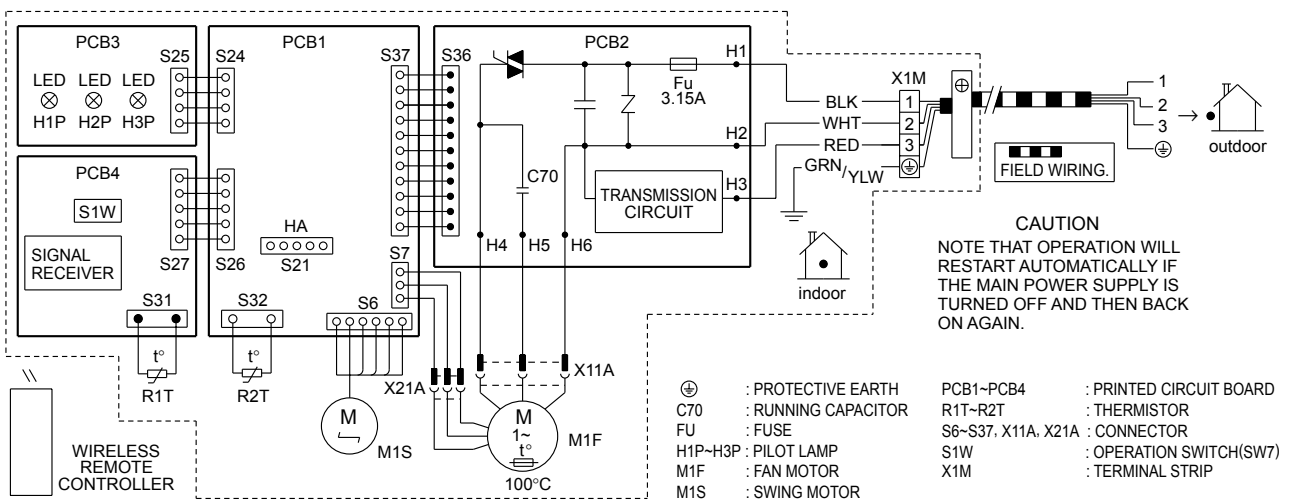 PCB3
S25
S24
PCB1
S37
S36
PCB2
H1
LED LED LED
H1P H2P H3P
Fu
3.15A
X1M
BLK
1
WHT
2
RED
3
GRN/YLW
H2
H3
1
2
3
outdoor
FIELD WIRING.
PCB4
S1W
SIGNAL
RECEIVER
S27
S26
HA
S21
C70
TRANSMISSION
CIRCUIT
H4
H5
H6
S7
indoor
S31
S32
S6
t°
R1T
t°
R2T
X21A
X11A
M
M1S
M
1~
t°
M1F
100°C
\\
WIRELESS
REMOTE
CONTROLLER
CAUTION
NOTE THAT OPERATION WILL
RESTART AUTOMATICALLY IF
THE MAIN POWER SUPPLY IS
TURNED OFF AND THEN BACK
ON AGAIN.
: PROTECTIVE EARTH
C70 : RUNNING CAPACITOR
FU : FUSE
H1P~H3P : PILOT LAMP
M1F : FAN MOTOR
M1S : SWING MOTOR
PCB1~PCB4 : PRINTED CIRCUIT BOARD
R1T~R2T : THERMISTOR
S6~S37, X11A, X21A : CONNECTOR
S1W : OPERATION SWITCH(SW7)
X1M : TERMINAL STRIP